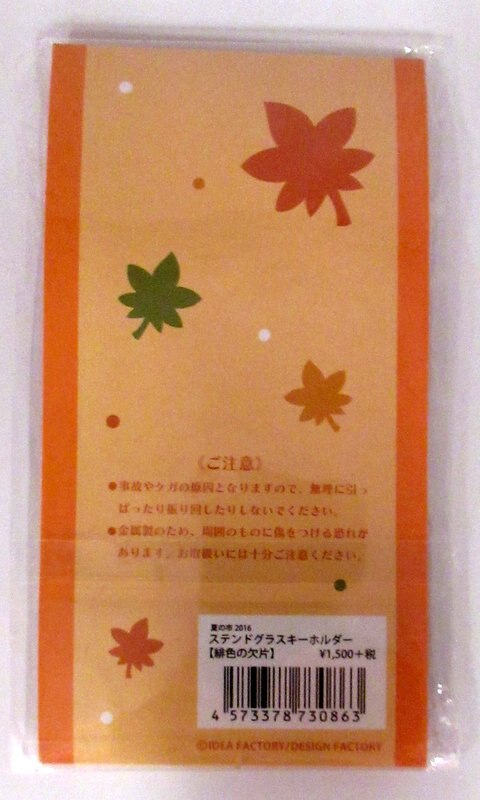 《ご注意》
●事故やケガの原因となりますので、無理に引っ
ぱったり振り回したりしないでください。
●金属製のため、周囲のものに傷をつける恐れが
あります。お取扱いには十分ご注意ください。
夏の市 2016
ステンドグラスキーホルダー
【緋色の欠片】 ¥1,500+税
4 573378 730863
©IDEA FACTORY/DESIGN FACTORY